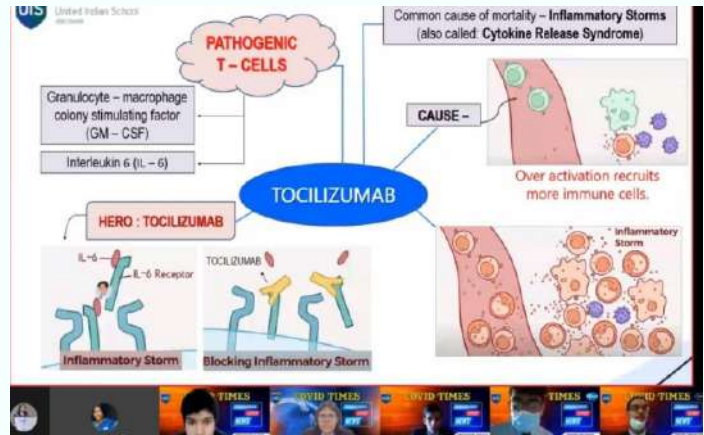 UIS
United Indian School
PATHOGENIC
T – CELLS
Common cause of mortality – Inflammatory Storms
(also called: Cytokine Release Syndrome)
Granulocyte – macrophage
colony stimulating factor
(GM – CSF)
Interleukin 6 (IL – 6)
CAUSE –
Over activation recruits
more immune cells.
TOCILIZUMAB
HERO : TOCILIZUMAB
IL-6
IL-6 Receptor
Inflammatory Storm
TOCILIZUMAB
Blocking Inflammatory Storm
Inflammatory
Storm
TIMES
COVID TIMES
COVID TIMES
TIMES
COVID TIMES